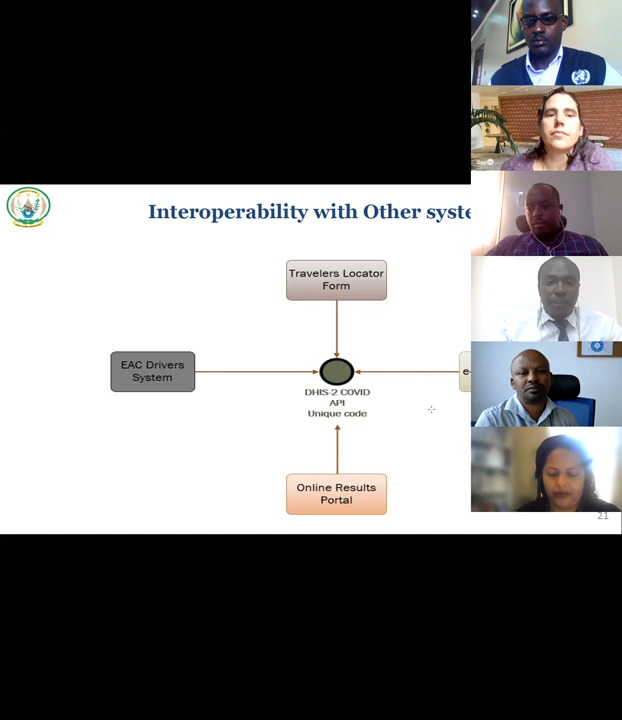 Interoperability with Other
Travelers Locator
Form
EAC Drivers
System
DHIS-2 COVID
API
Unique code
Online Results
Portal
21